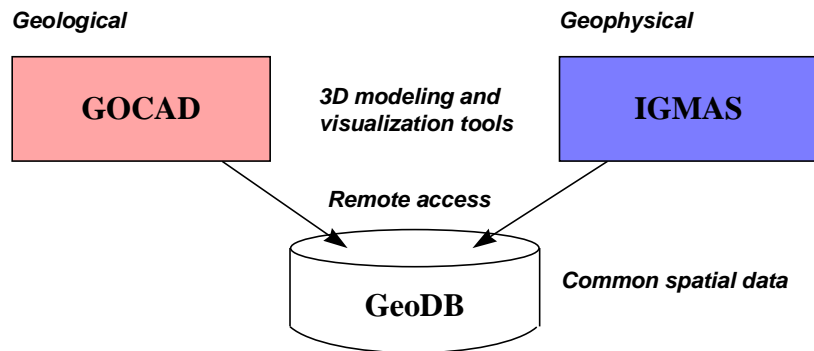 Geological
Geophysical
GOCAD
3D modeling and
visualization tools
IGMAS
Remote access
GeoDB
Common spatial data